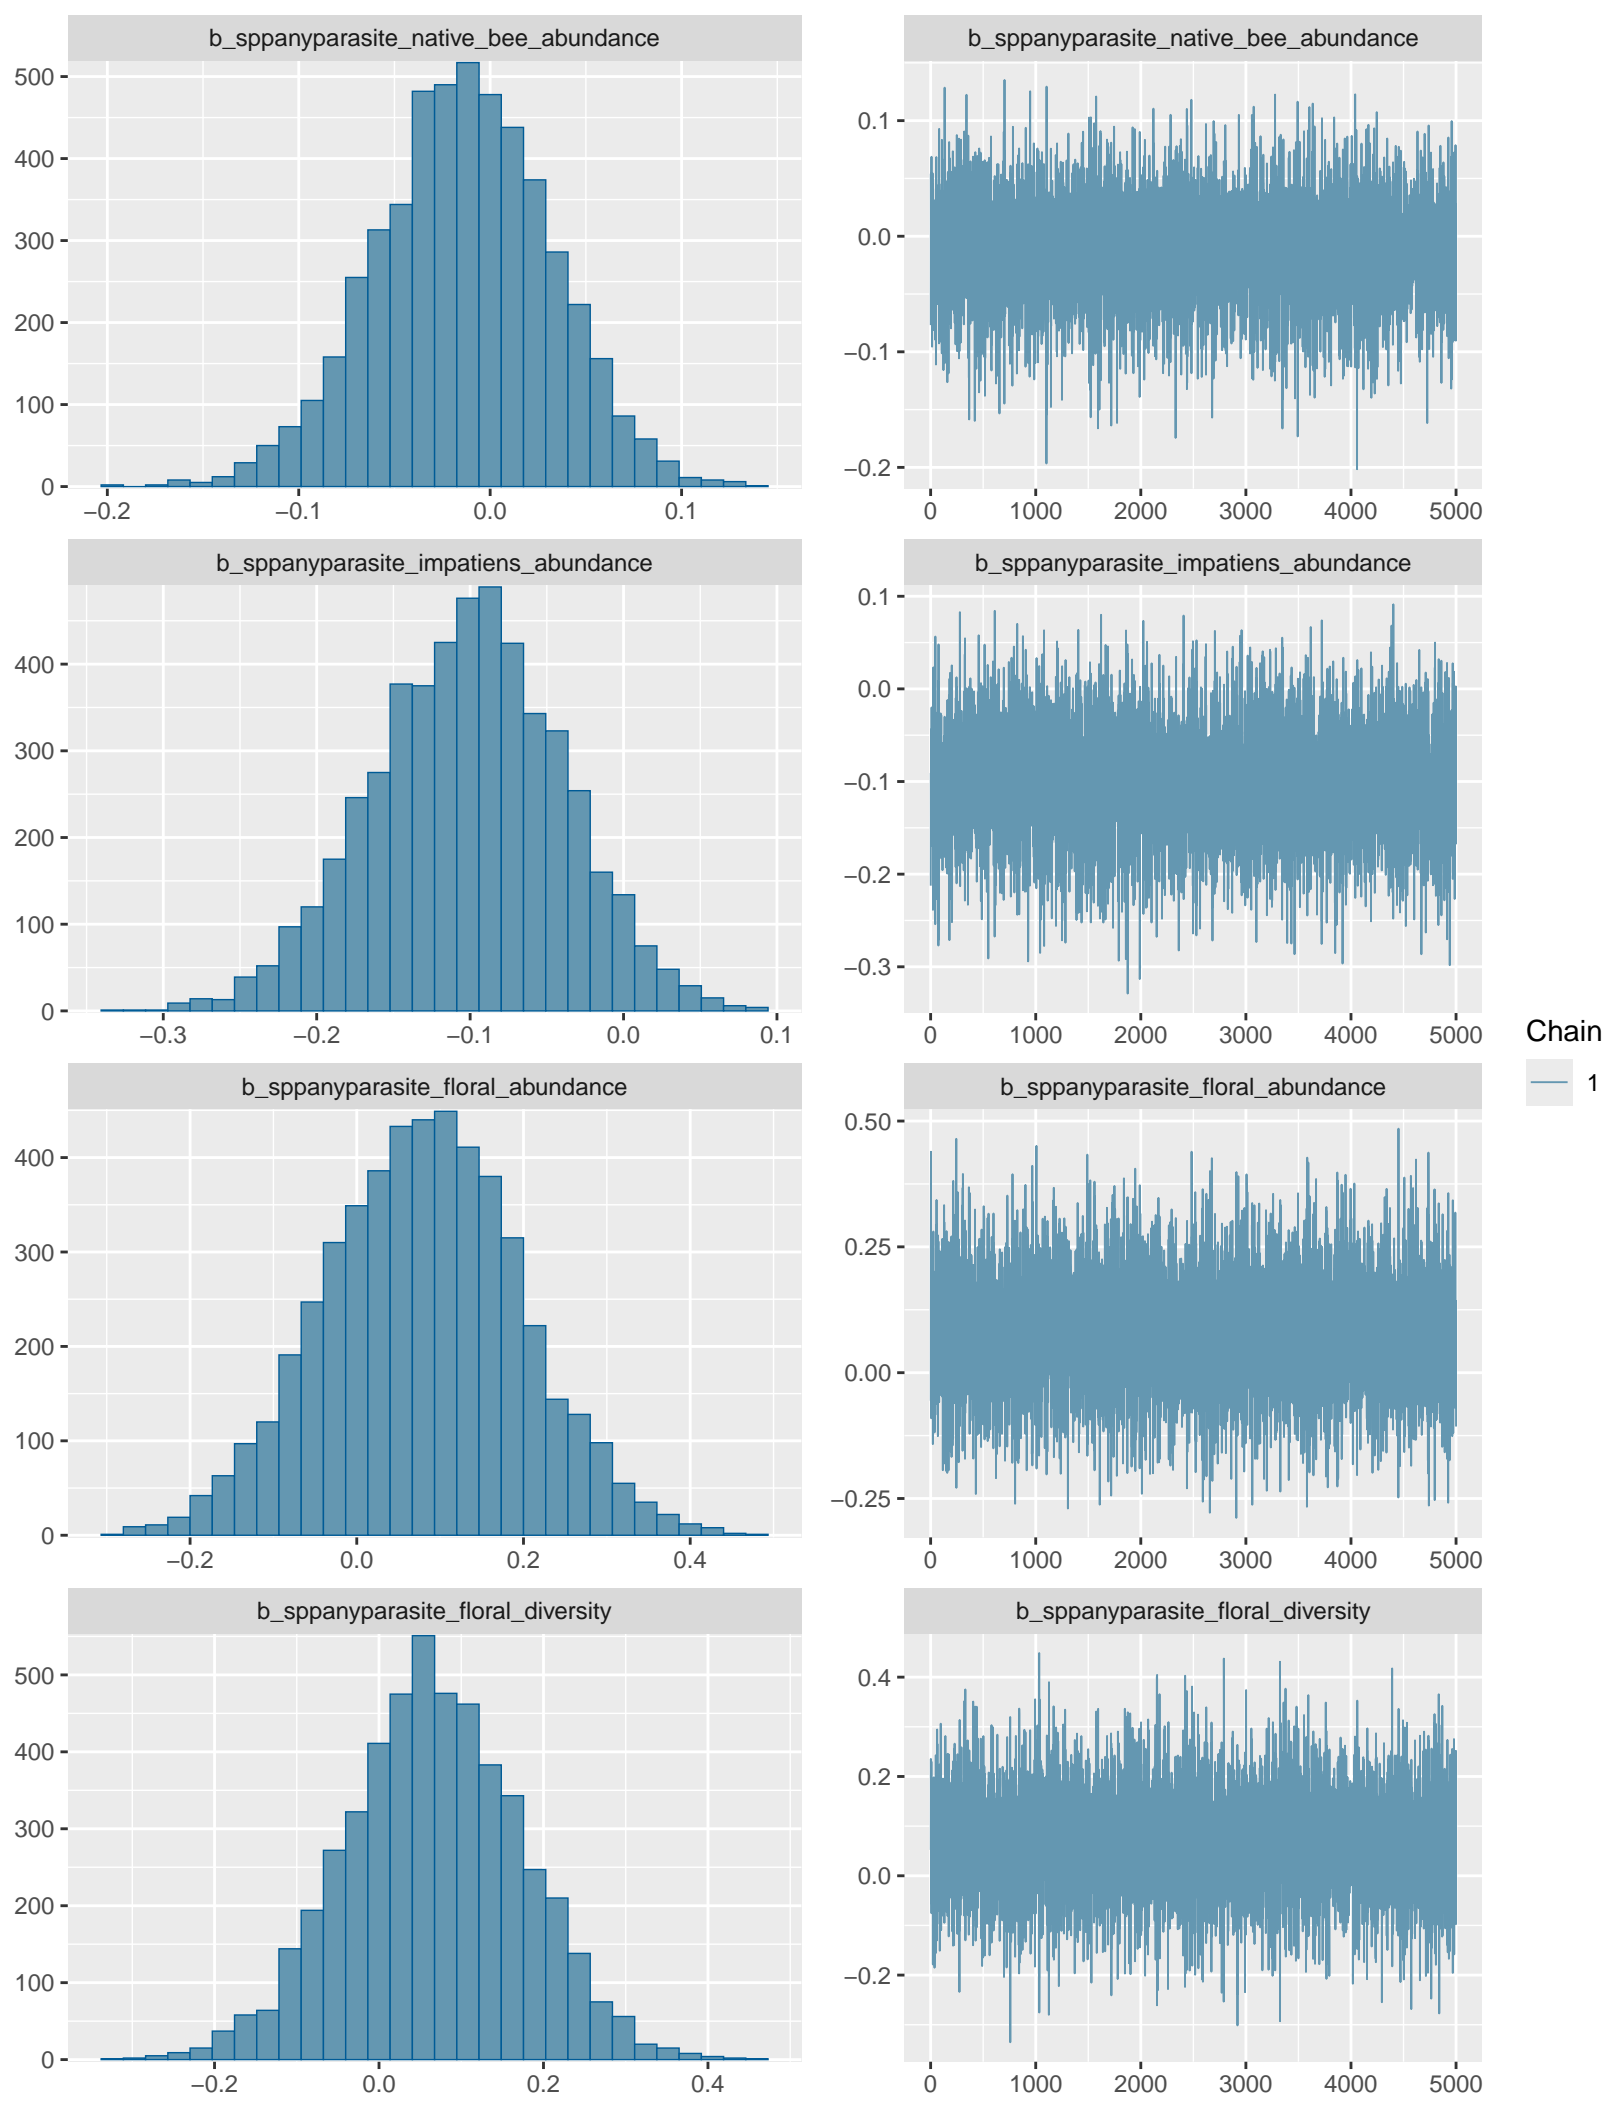 b_sppanyparasite_native_bee_abundance
500
400
300
200
100
0
−0.2 −0.1 0.0 0.1
b_sppanyparasite_native_bee_abundance
0.1
0.0
−0.1
−0.2
0 1000 2000 3000 4000 5000
b_sppanyparasite_impatiens_abundance
400
300
200
100
0
−0.3 −0.2 −0.1 0.0 0.1
b_sppanyparasite_impatiens_abundance
0.1
0.0
−0.1
−0.2
−0.3
0 1000 2000 3000 4000 5000
b_sppanyparasite_floral_abundance
400
300
200
100
0
−0.2 0.0 0.2 0.4
b_sppanyparasite_floral_abundance
0.50
0.25
0.00
−0.25
0 1000 2000 3000 4000 5000
b_sppanyparasite_floral_diversity
500
400
300
200
100
0
−0.2 0.0 0.2 0.4
b_sppanyparasite_floral_diversity
0.4
0.2
0.0
−0.2
0 1000 2000 3000 4000 5000
Chain
1